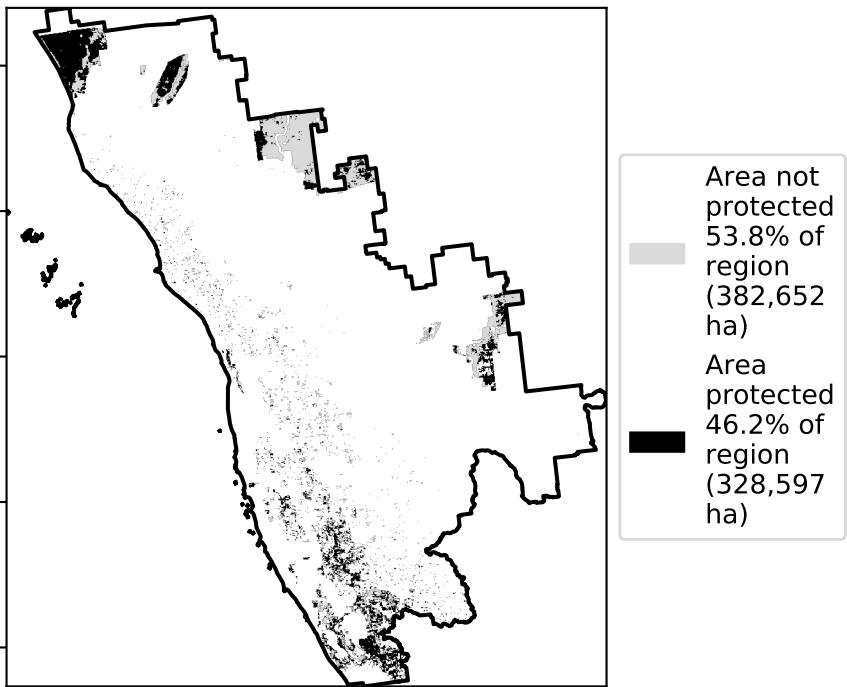 Area not
protected
53.8% of
region
(382,652
ha)
Area
protected
46.2% of
region
(328,597
ha)